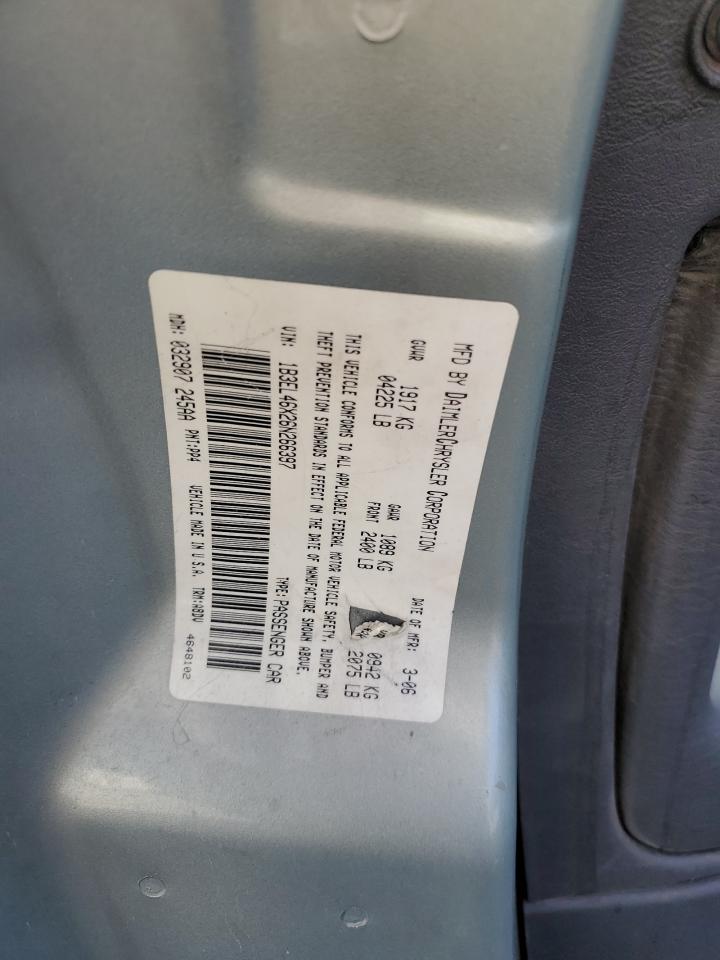 MFD BY DAIMLERCHRYSLER CORPORATION DATE OF MFR: 3-06
GVWR 1917 KG GAWR 1089 KG 0942 KG
04225 LB FRONT 2400 LB 2075 LB
THIS VEHICLE CONFORMS TO ALL APPLICABLE FEDERAL MOTOR VEHICLE SAFETY, BUMPER AND
THEFT PREVENTION STANDARDS IN EFFECT ON THE DATE OF MANUFACTURE SHOWN ABOVE.
VIN: 1B3EL46X26N266397 TYPE: PASSENGER CAR
MDH: 032907 245AA PNT:PP4 VEHICLE MADE IN U.S.A. TRM:A8DV 4648102